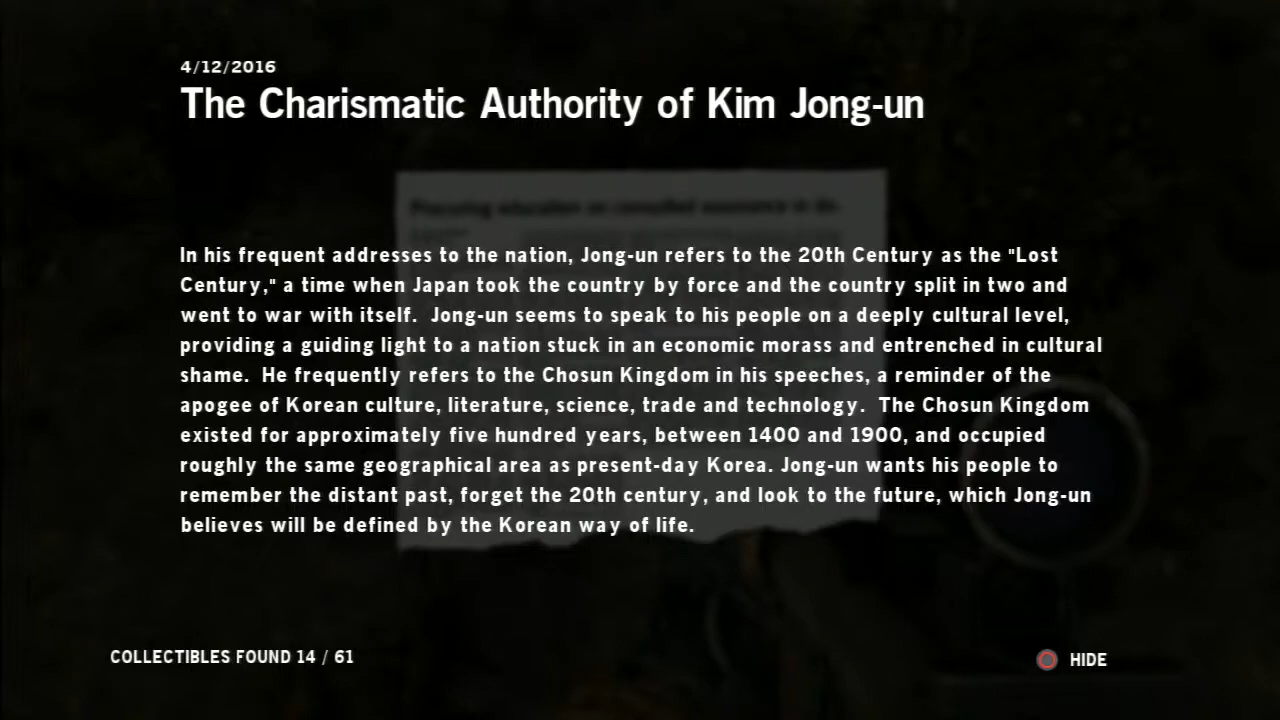 4/12/2016
The Charismatic Authority of Kim Jong-un
In his frequent addresses to the nation, Jong-un refers to the 20th Century as the "Lost
Century," a time when Japan took the country by force and the country split in two and
went to war with itself.  Jong-un seems to speak to his people on a deeply cultural level,
providing a guiding light to a nation stuck in an economic morass and entrenched in cultural
shame.  He frequently refers to the Chosun Kingdom in his speeches, a reminder of the
apogee of Korean culture, literature, science, trade and technology.  The Chosun Kingdom
existed for approximately five hundred years, between 1400 and 1900, and occupied
roughly the same geographical area as present-day Korea. Jong-un wants his people to
remember the distant past, forget the 20th century, and look to the future, which Jong-un
believes will be defined by the Korean way of life.
COLLECTIBLES FOUND 14 / 61
HIDE